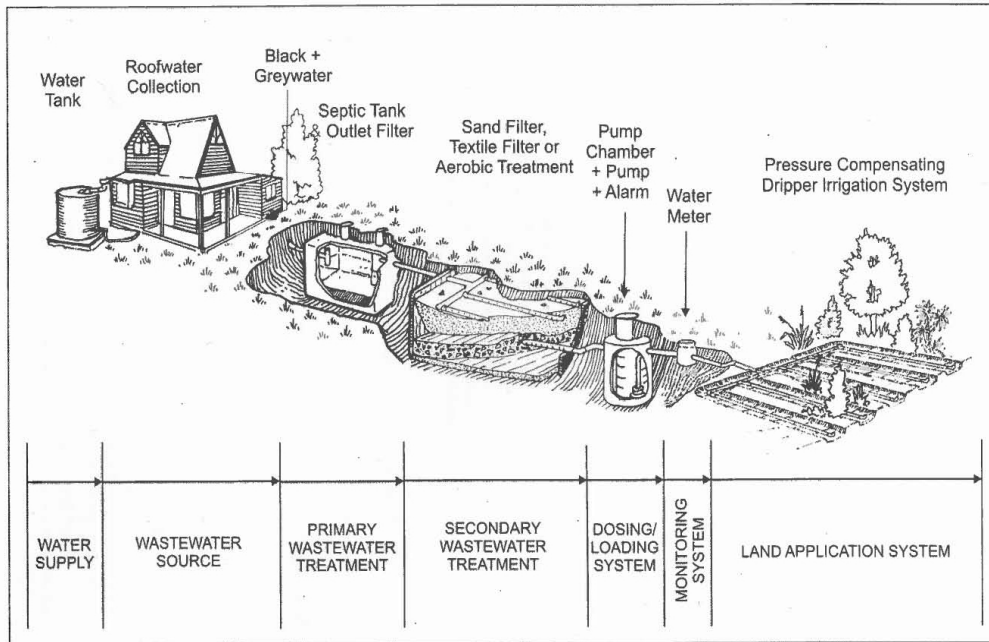 Water
Tank
Roofwater
Collection
Black +
Greywater
Septic Tank
& Outlet Filter
Sand Filter,
Textile Filter or
Aerobic Treatment
Pump
Chamber
+ Pump
+ Alarm
Water
Meter
Pressure Compensating
Dripper Irrigation System
WATER
SUPPLY
WASTEWATER
SOURCE
PRIMARY
WASTEWATER
TREATMENT
SECONDARY
WASTEWATER
TREATMENT
DOSING/
LOADING
SYSTEM
MONITORING
SYSTEM
LAND APPLICATION SYSTEM